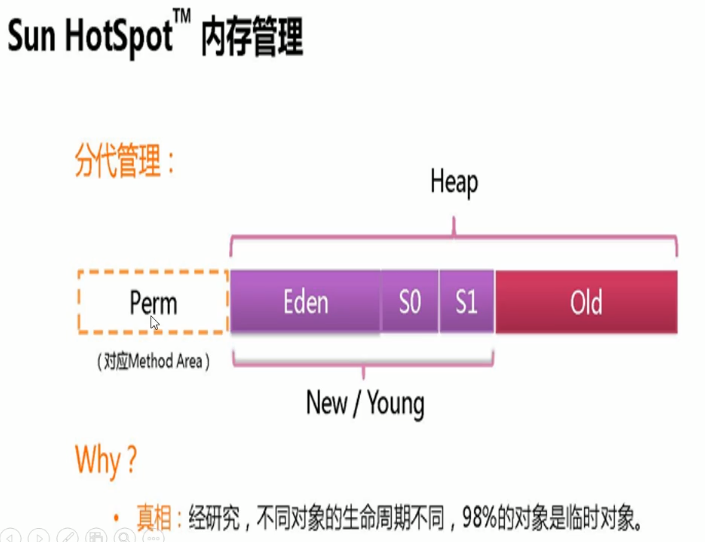 Sun HotSpot™ 内存管理
分代管理：
Heap
Perm
Eden
S0
S1
Old
（对应Method Area）
New / Young
Why？
• 真相：经研究，不同对象的生命周期不同，98%的对象是临时对象。